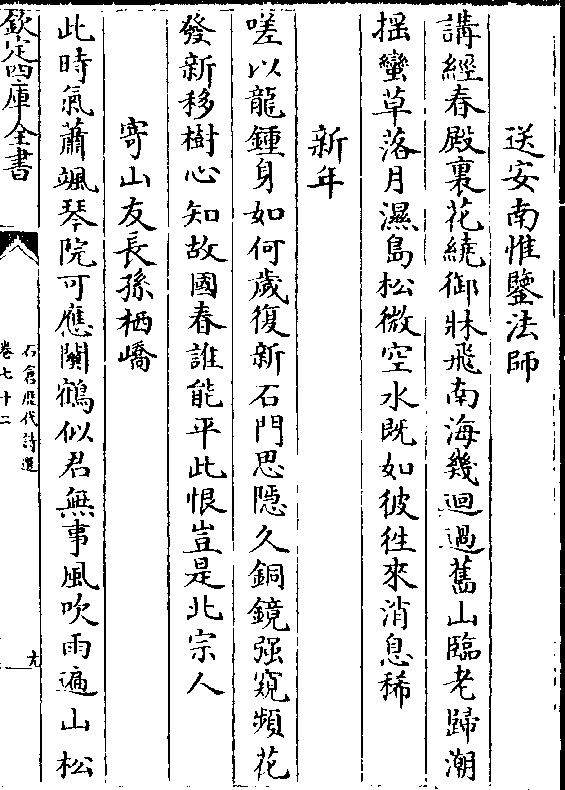 送安南惟鑒法師
講經春殿裏花繞御牀飛南海幾迴過舊山臨老歸潮
揺蠻草落月濕島松微空水既如彼徃來消息稀
新年
嗟以龍鍾身如何歲復新石門思隱久銅鏡强窺頻花
發新移樹心知故國春誰能平此恨豈是北宗人
寄山友長孫栖嶠
此時氣蕭颯琴院可應關鶴似君無事風吹雨遍山松
欽定四庫全書
石倉歴代詩選
卷七十二